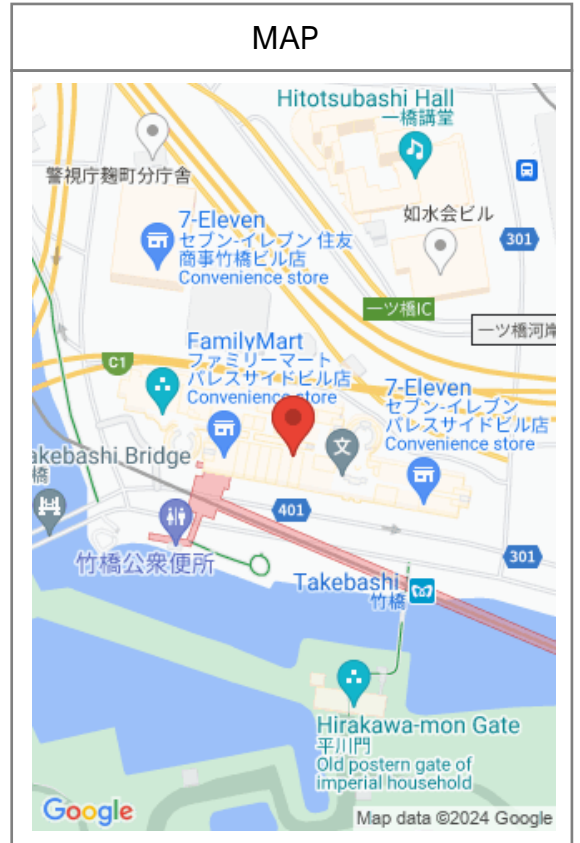 MAP
Hitotsubashi Hall
一橋講堂
警視庁麹町分庁舎
7-Eleven
セブン-イレブン 住友
商事竹橋ビル店
Convenience store
如水会ビル
301
一ツ橋IC
一ツ橋河岸
C1
FamilyMart
ファミリーマート
パレスサイドビル店
Convenience store
7-Eleven
セブン-イレブン
パレスサイドビル店
Convenience store
文
akebashi Bridge
橋
401
竹橋公衆便所
301
Takebashi
竹橋
Hirakawa-mon Gate
平川門
Old postern gate of
imperial household
Google
Map data ©2024 Google